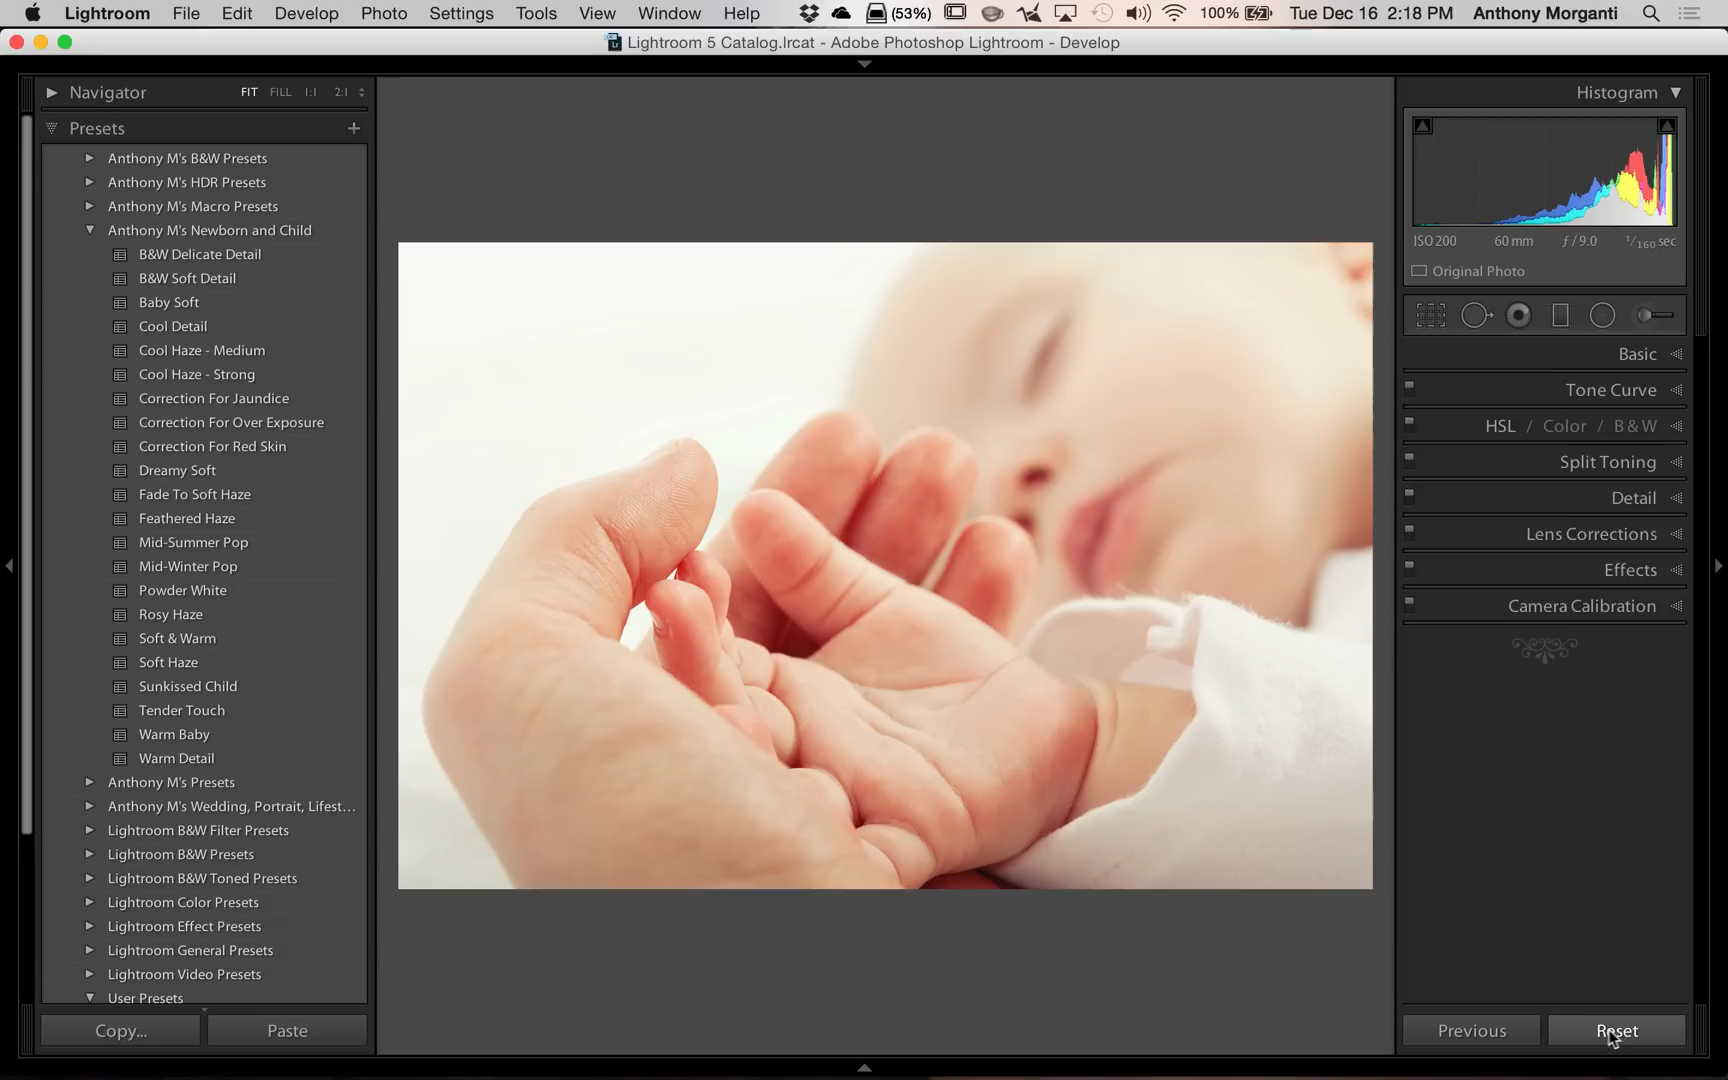 Lightroom File Edit Develop Photo Settings Tools View Window Help (53%) 100% Tue Dec 16 2:18 PM Anthony Morganti
Lightroom 5 Catalog.lrcat - Adobe Photoshop Lightroom - Develop
Navigator FIT FILL 1:1 2:1
Presets +
Anthony M's B&W Presets
Anthony M's HDR Presets
Anthony M's Macro Presets
Anthony M's Newborn and Child
B&W Delicate Detail
B&W Soft Detail
Baby Soft
Cool Detail
Cool Haze - Medium
Cool Haze - Strong
Correction For Jaundice
Correction For Over Exposure
Correction For Red Skin
Dreamy Soft
Fade To Soft Haze
Feathered Haze
Mid-Summer Pop
Mid-Winter Pop
Powder White
Rosy Haze
Soft & Warm
Soft Haze
Sunkissed Child
Tender Touch
Warm Baby
Warm Detail
Anthony M's Presets
Anthony M's Wedding, Portrait, Lifest...
Lightroom B&W Filter Presets
Lightroom B&W Presets
Lightroom B&W Toned Presets
Lightroom Color Presets
Lightroom Effect Presets
Lightroom General Presets
Lightroom Video Presets
User Presets
Copy... Paste
Histogram
ISO 200 60 mm ƒ / 9.0 1/160 sec
Original Photo
Basic
Tone Curve
HSL / Color / B & W
Split Toning
Detail
Lens Corrections
Effects
Camera Calibration
Previous Reset